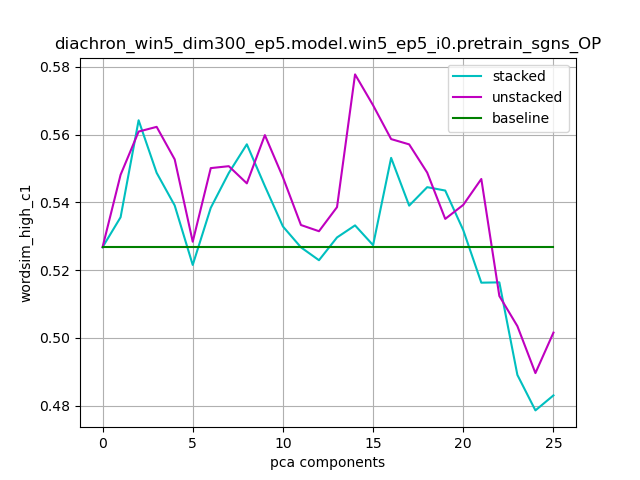 diachron_win5_dim300_ep5.model.win5_ep5_i0.pretrain_sgns_OP
stacked
unstacked
baseline
0.58
0.56
0.54
0.52
0.50
0.48
wordsim_high_c1
0
5
10
15
20
25
pca components